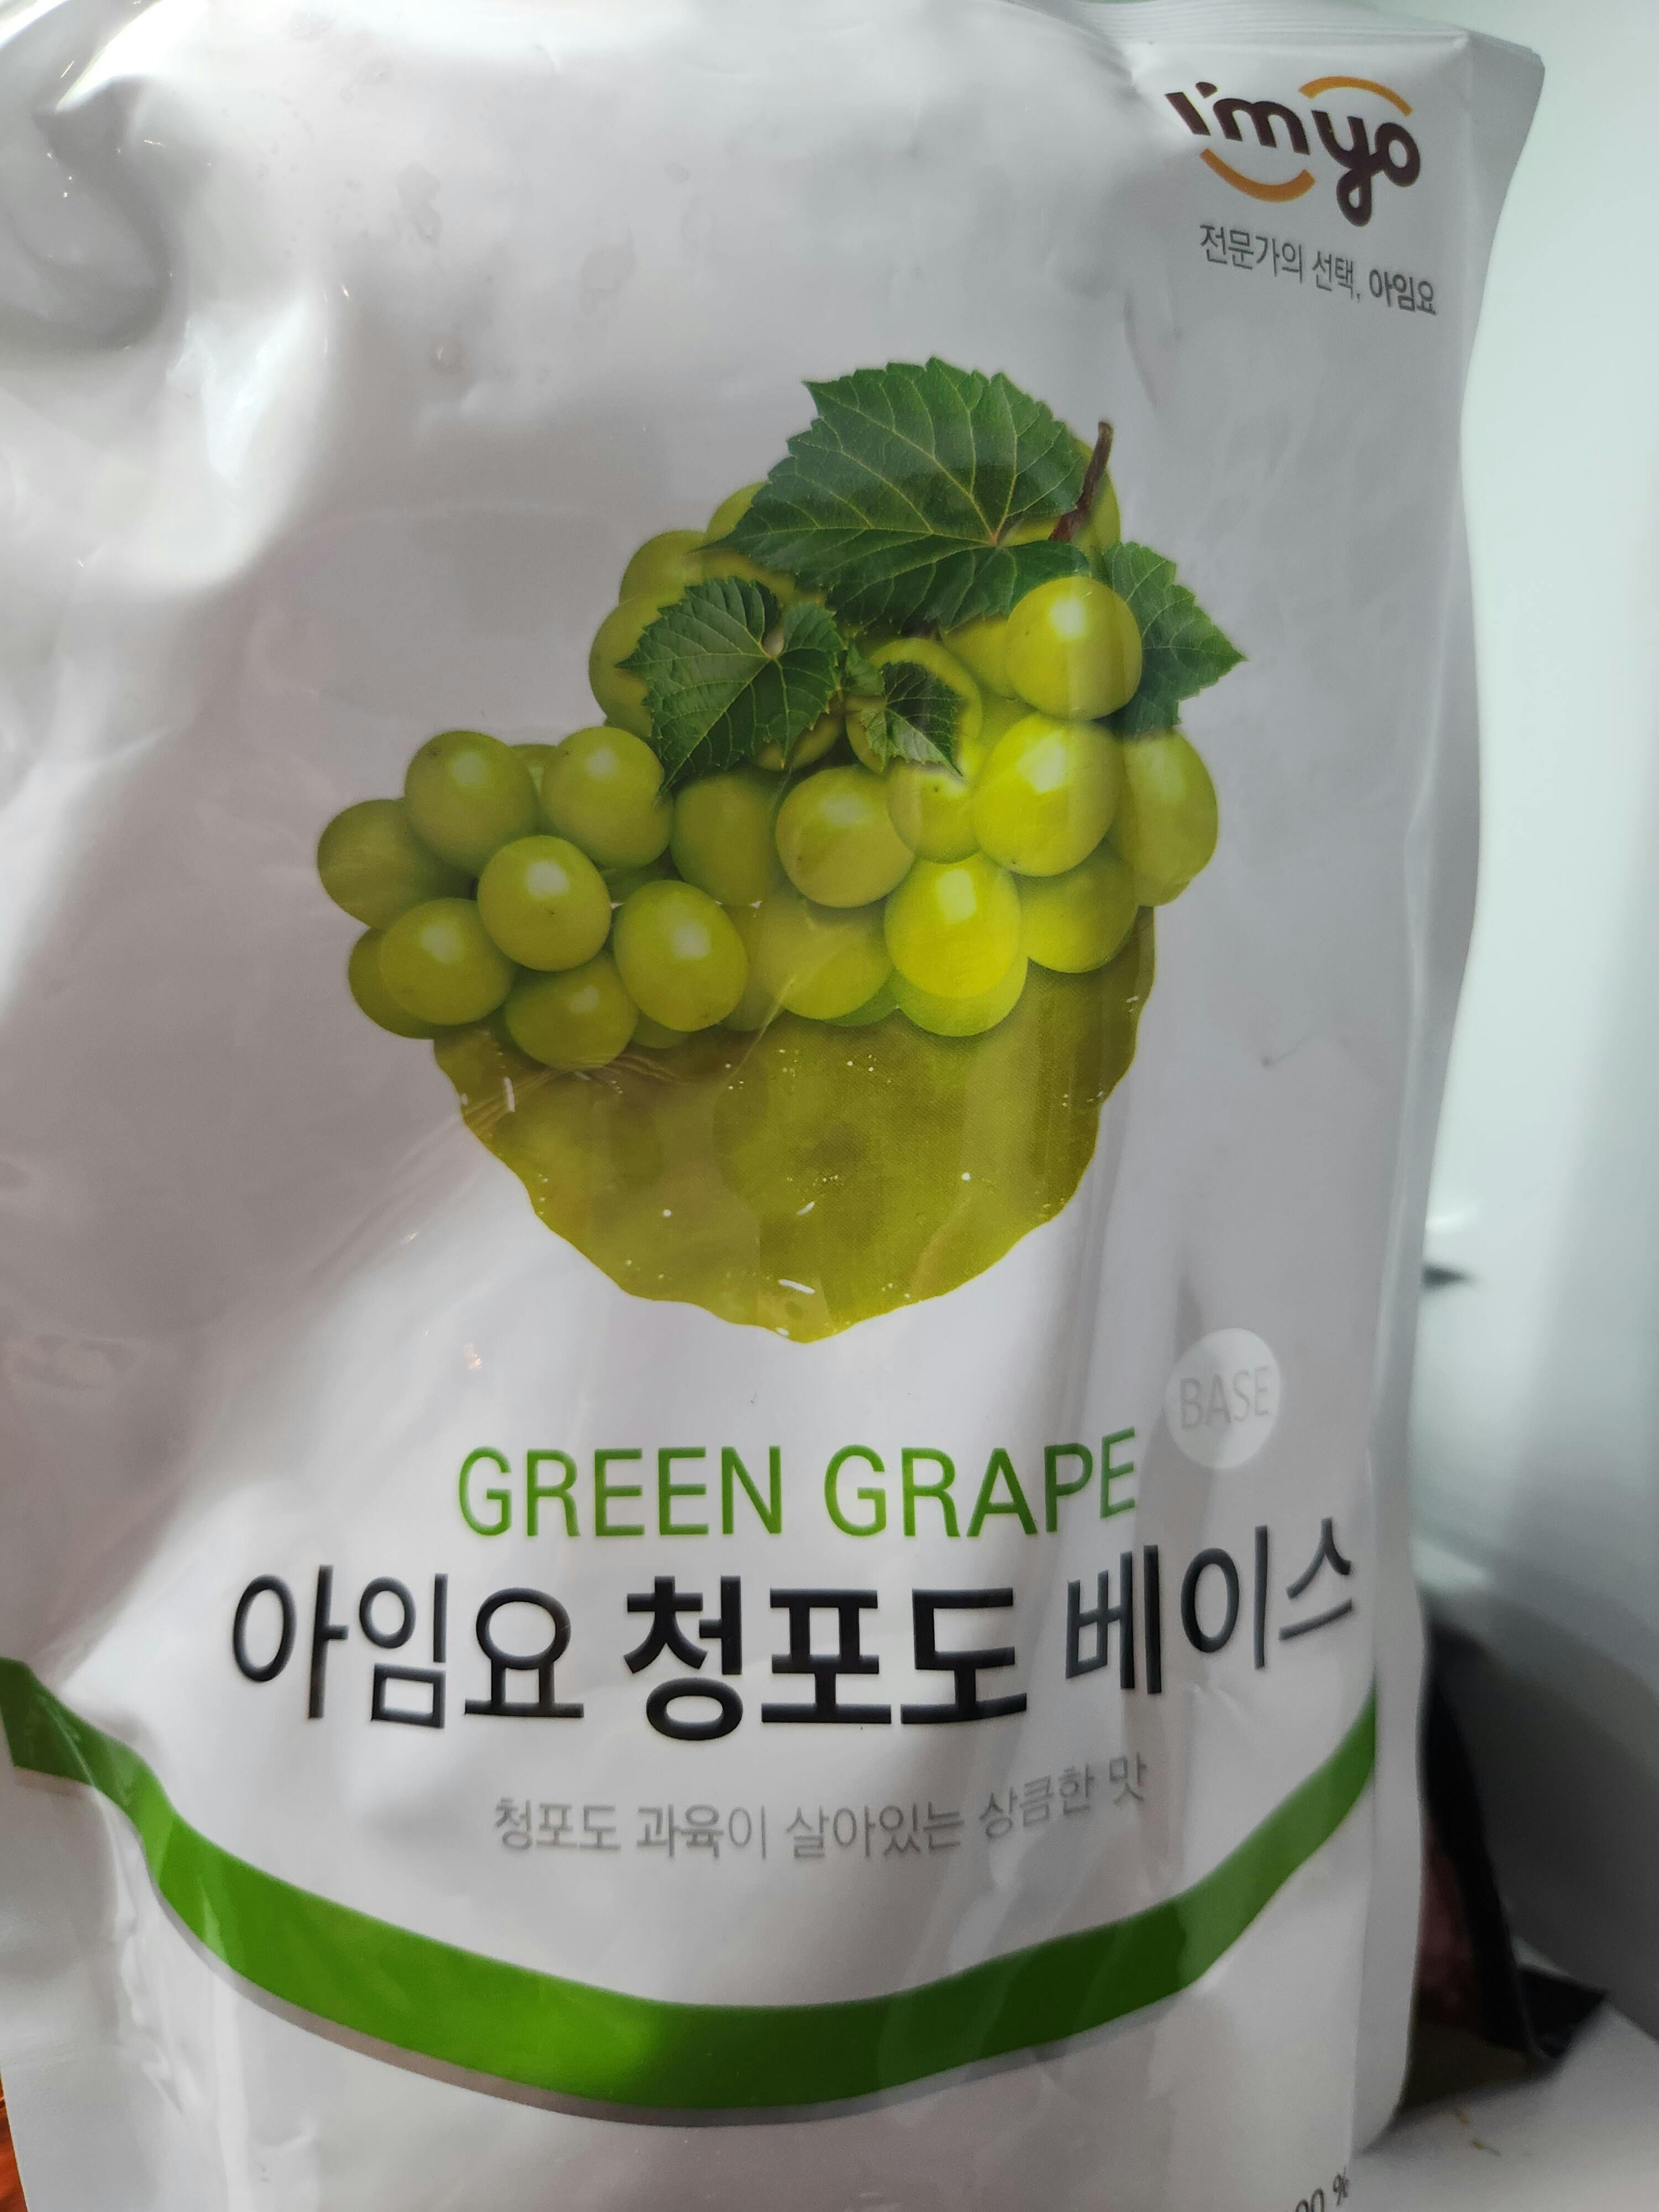 I'm yo
전문가의 선택, 아임요
BASE
GREEN GRAPE
아임요 청포도 베이스
청포도 과육이 살아있는 상큼한 맛